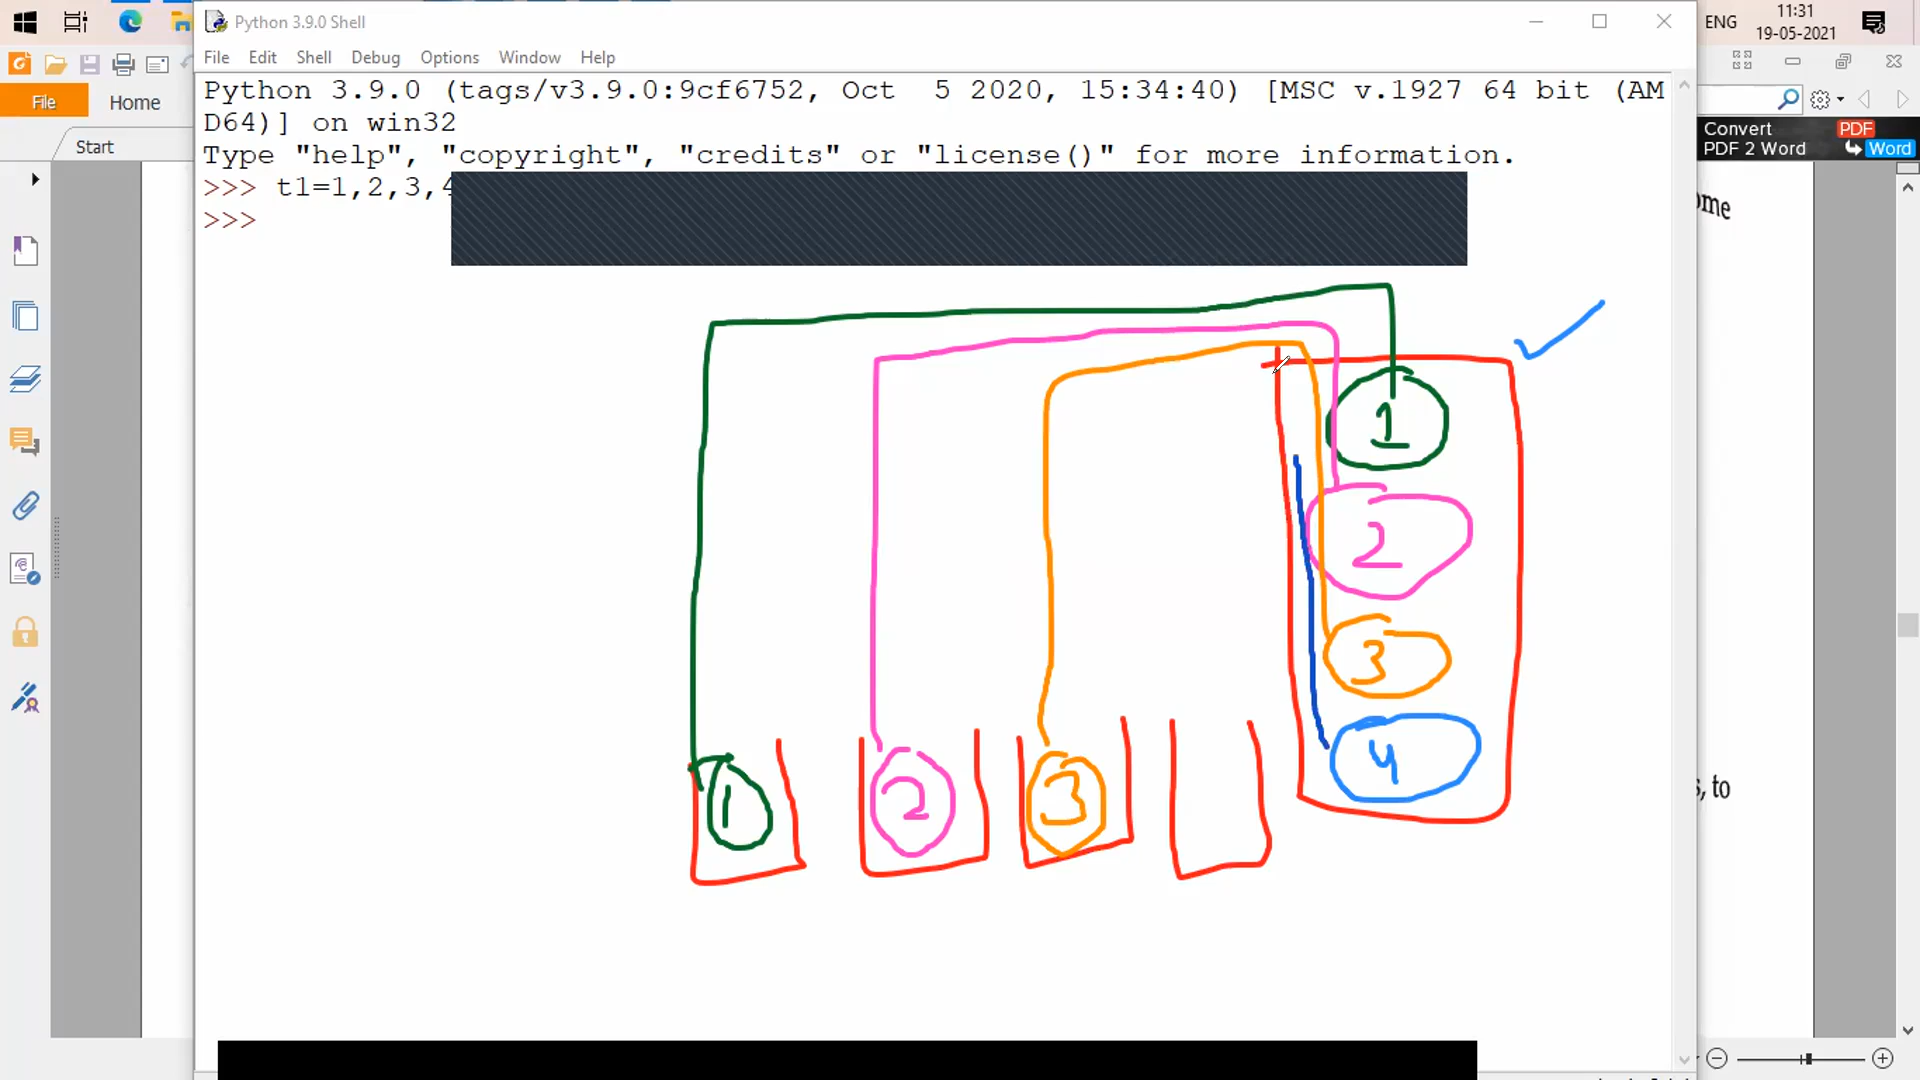 Python 3.9.0 Shell
ENG
11:31
19-05-2021
File Edit Shell Debug Options Window Help
Python 3.9.0 (tags/v3.9.0:9cf6752, Oct  5 2020, 15:34:40) [MSC v.1927 64 bit (AM
D64)] on win32
Type "help", "copyright", "credits" or "license()" for more information.
>>> t1=1,2,3,4
>>>
File Home
Start
Convert PDF
PDF 2 Word Word
1
2
3
4
1 2 3
, to